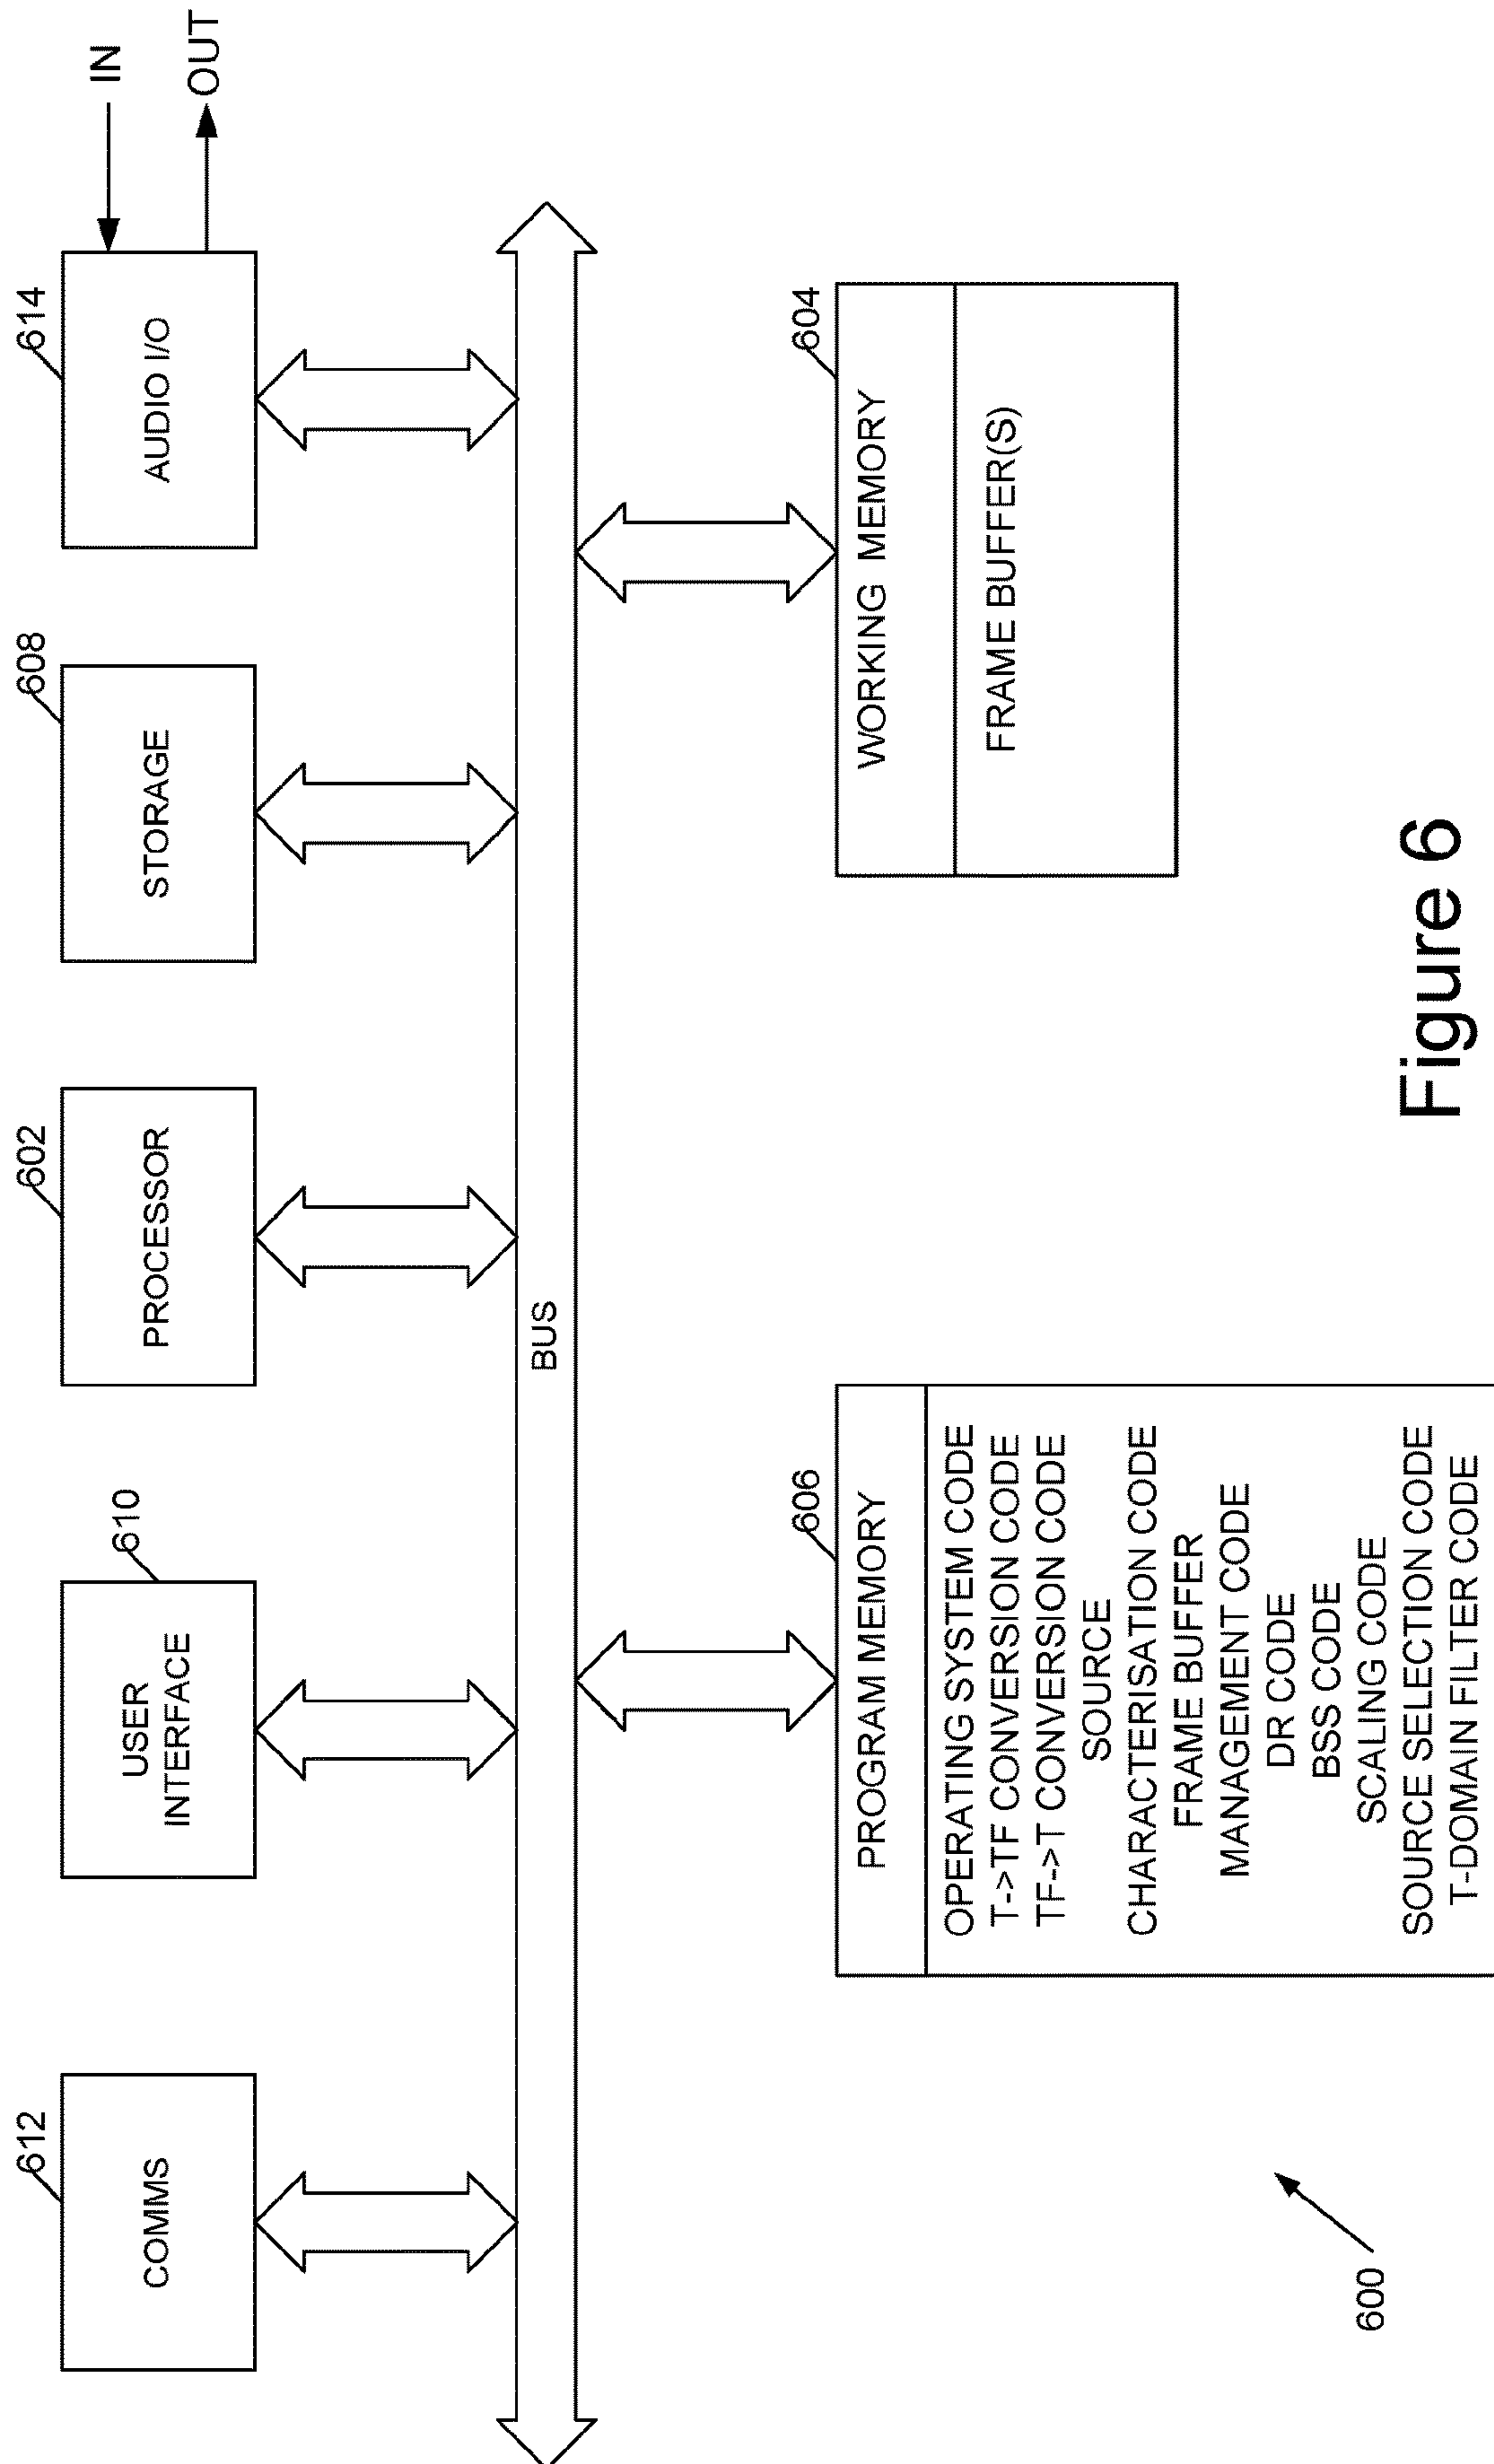 612
COMMS
610
USER
INTERFACE
602
PROCESSOR
608
STORAGE
614
AUDIO I/O
IN
OUT
BUS
606
PROGRAM MEMORY
OPERATING SYSTEM CODE
T->TF CONVERSION CODE
TF->T CONVERSION CODE
SOURCE
CHARACTERISATION CODE
FRAME BUFFER
MANAGEMENT CODE
DR CODE
BSS CODE
SCALING CODE
SOURCE SELECTION CODE
T-DOMAIN FILTER CODE
604
WORKING MEMORY
FRAME BUFFER(S)
600
Figure 6